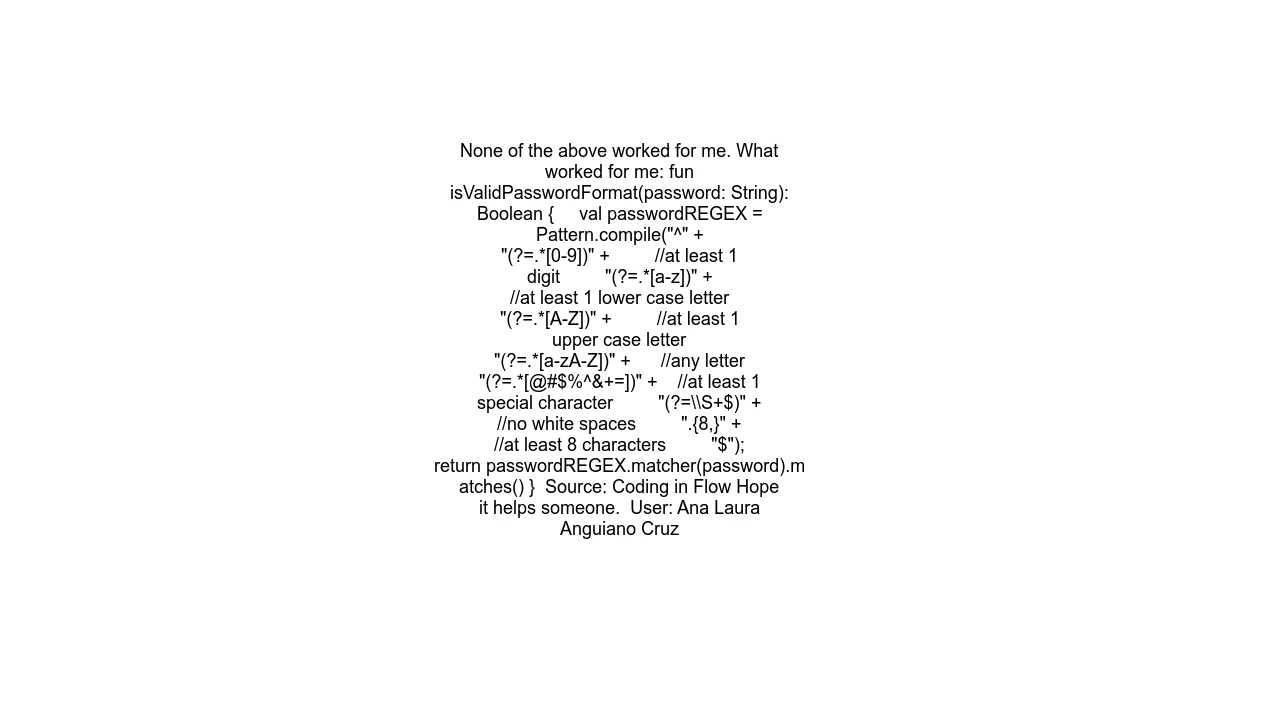 None of the above worked for me. What
worked for me: fun
isValidPasswordFormat(password: String):
Boolean {     val passwordREGEX =
Pattern.compile("^" +
"(?=.*[0-9])" +         //at least 1
digit         "(?=.*[a-z])" +
//at least 1 lower case letter
"(?=.*[A-Z])" +         //at least 1
upper case letter
"(?=.*[a-zA-Z])" +      //any letter
"(?=.*[@#$%^&+=])" +    //at least 1
special character         "(?=\\S+$)" +
//no white spaces         ".{8,}" +
//at least 8 characters         "$");
return passwordREGEX.matcher(password).m
atches() }  Source: Coding in Flow Hope
it helps someone.  User: Ana Laura
Anguiano Cruz